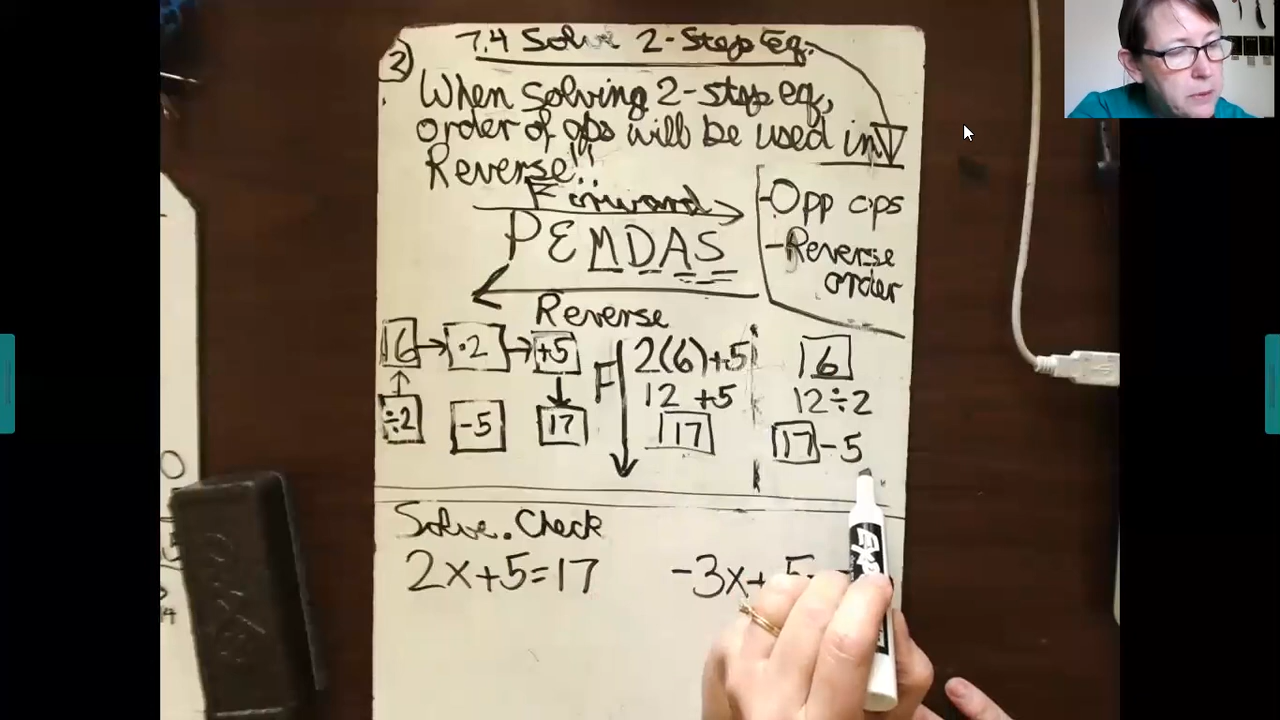 2
7.4 Solve 2-Step Eq.
When solving 2-step eq,
order of ops will be used in
Reverse!!
Forward
PEMDAS
Reverse
-Opp ops
-Reverse
order
6 → ·2 → +5
÷2 -5 17
F
2(6)+5
12 +5
17
6
12÷2
17-5
Solve. Check
2x+5=17
-3x+5
EXPO